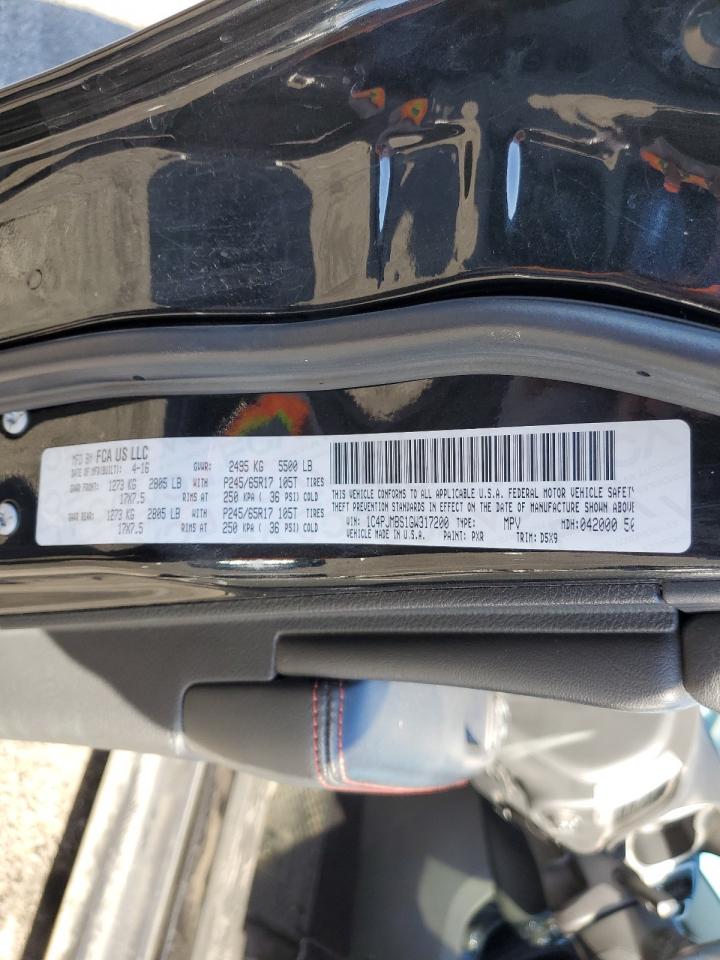 MFD BY FCA US LLC
DATE OF MFR(BUILT): 4-16 GVWR: 2495 KG 5500 LB
GAWR FRONT: 1273 KG 2805 LB WITH P245/65R17 105T TIRES
17X7.5 RIMS AT 250 KPA ( 36 PSI) COLD
GAWR REAR: 1273 KG 2805 LB WITH P245/65R17 105T TIRES
17X7.5 RIMS AT 250 KPA ( 36 PSI) COLD
THIS VEHICLE CONFORMS TO ALL APPLICABLE U.S.A. FEDERAL MOTOR VEHICLE SAFETY
THEFT PREVENTION STANDARDS IN EFFECT ON THE DATE OF MANUFACTURE SHOWN ABOVE
VIN: 1C4PJMBS1GW317200 TYPE: MPV MDH: 042000 50
VEHICLE MADE IN U.S.A. PAINT: PXR TRIM: D5X9